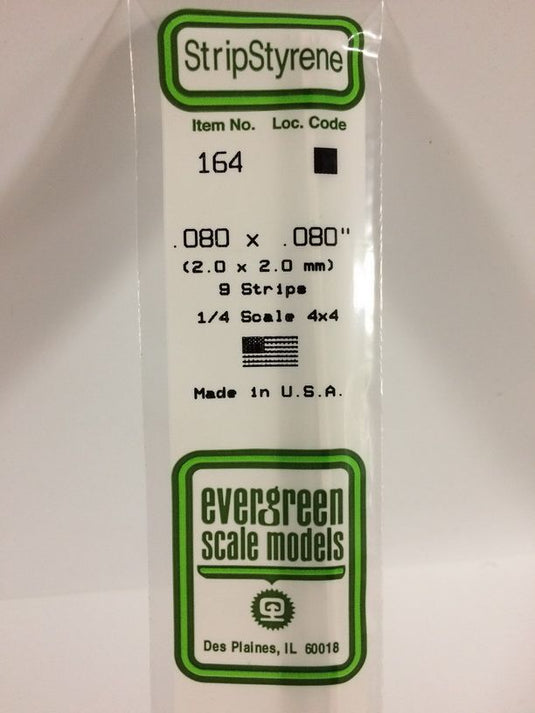 StripStyrene
Item No. Loc. Code
164
.080 x .080"
(2.0 x 2.0 mm)
9 Strips
1/4 Scale 4x4
Made in U.S.A.
evergreen
scale models
Des Plaines, IL 60018